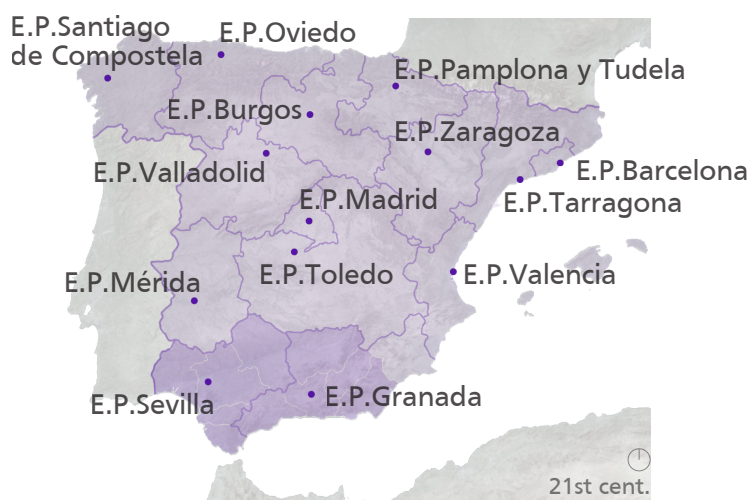 E.P.Santiago
de Compostela
E.P.Oviedo
E.P.Pamplona y Tudela
E.P.Burgos
E.P.Zaragoza
E.P.Valladolid
E.P.Barcelona
E.P.Madrid
E.P.Tarragona
E.P.Toledo
E.P.Valencia
E.P.Mérida
E.P.Sevilla
E.P.Granada
21st cent.